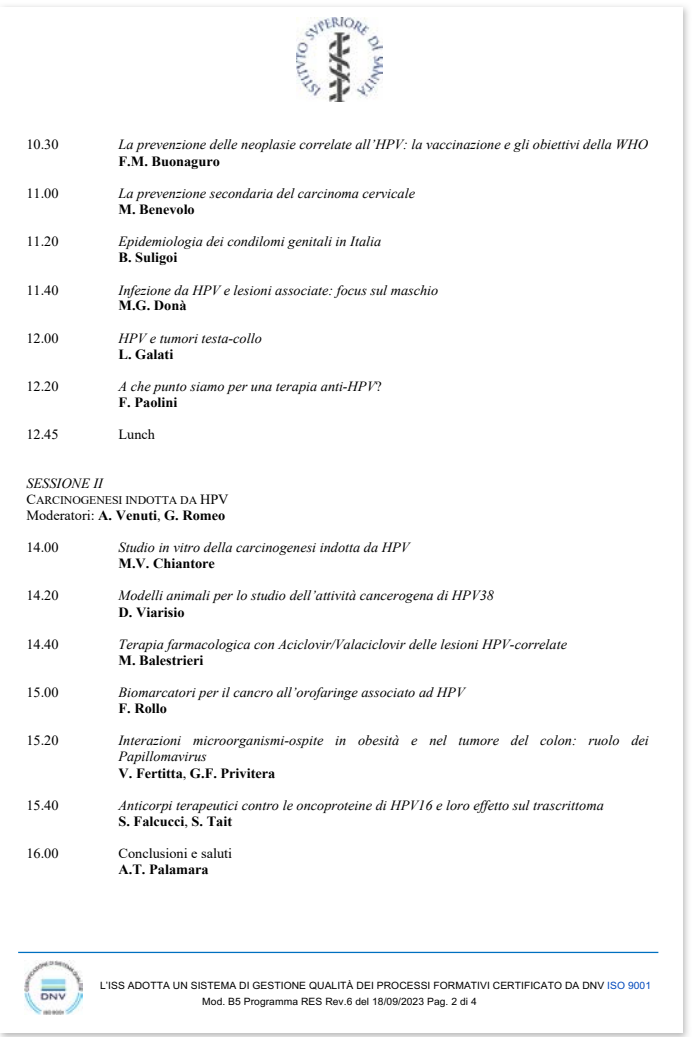 ISTITUTO SUPERIORE DI SANITÀ
10.30 La prevenzione delle neoplasie correlate all'HPV: la vaccinazione e gli obiettivi della WHO
F.M. Buonaguro
11.00 La prevenzione secondaria del carcinoma cervicale
M. Benevolo
11.20 Epidemiologia dei condilomi genitali in Italia
B. Suligoi
11.40 Infezione da HPV e lesioni associate: focus sul maschio
M.G. Donà
12.00 HPV e tumori testa-collo
L. Galati
12.20 A che punto siamo per una terapia anti-HPV?
F. Paolini
12.45 Lunch
SESSIONE II
CARCINOGENESI INDOTTA DA HPV
Moderatori: A. Venuti, G. Romeo
14.00 Studio in vitro della carcinogenesi indotta da HPV
M.V. Chiantore
14.20 Modelli animali per lo studio dell'attività cancerogena di HPV38
D. Viarisio
14.40 Terapia farmacologica con Aciclovir/Valaciclovir delle lesioni HPV-correlate
M. Balestrieri
15.00 Biomarcatori per il cancro all'orofaringe associato ad HPV
F. Rollo
15.20 Interazioni microorganismi-ospite in obesità e nel tumore del colon: ruolo dei
Papillomavirus
V. Fertitta, G.F. Privitera
15.40 Anticorpi terapeutici contro le oncoproteine di HPV16 e loro effetto sul trascrittoma
S. Falcucci, S. Tait
16.00 Conclusioni e saluti
A.T. Palamara
DNV
ISO 9001
L'ISS ADOTTA UN SISTEMA DI GESTIONE QUALITÀ DEI PROCESSI FORMATIVI CERTIFICATO DA DNV ISO 9001
Mod. B5 Programma RES Rev.6 del 18/09/2023 Pag. 2 di 4